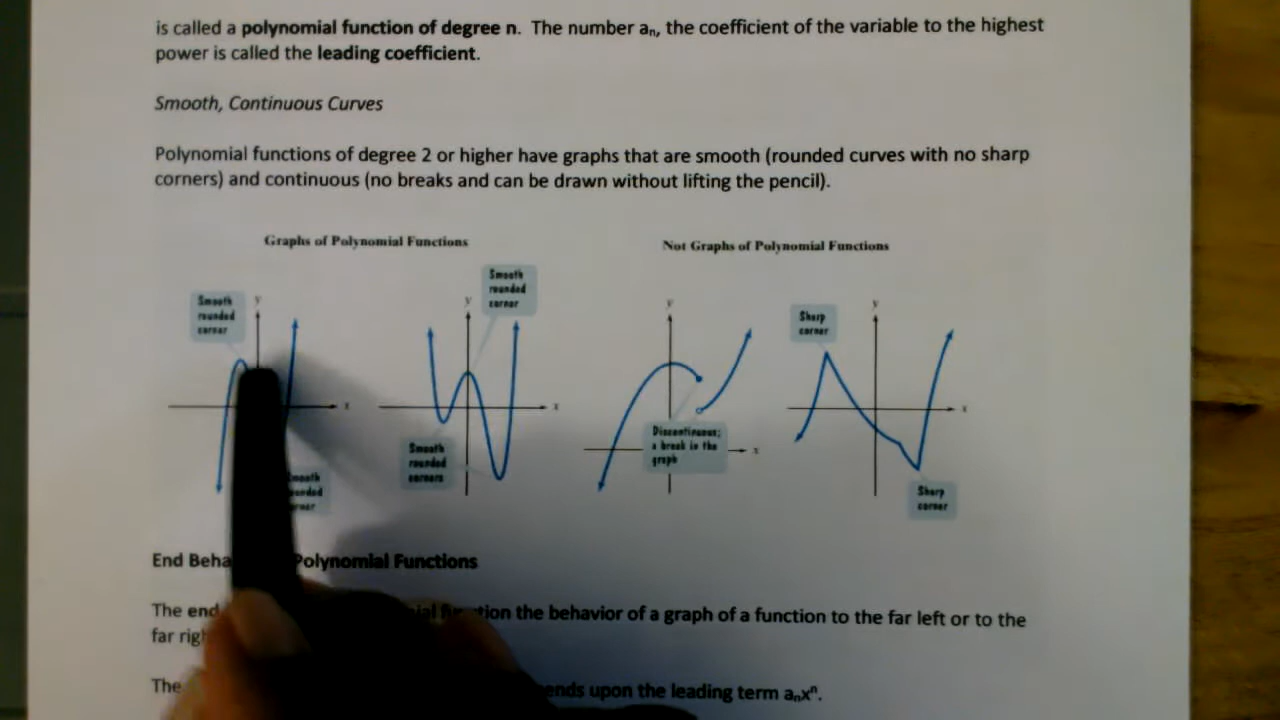 is called a polynomial function of degree n. The number aₙ, the coefficient of the variable to the highest
power is called the leading coefficient.
Smooth, Continuous Curves
Polynomial functions of degree 2 or higher have graphs that are smooth (rounded curves with no sharp
corners) and continuous (no breaks and can be drawn without lifting the pencil).
Graphs of Polynomial Functions
Not Graphs of Polynomial Functions
Smooth
rounded
corner
y
x
Smooth
rounded
corner
y
x
Smooth
rounded
corners
y
Discontinuous;
a break in the
graph
x
Sharp
corner
y
x
Sharp
corner
End Polynomial Functions
The end the behavior of a graph of a function to the far left or to the
far
The upon the leading term aₙxⁿ.